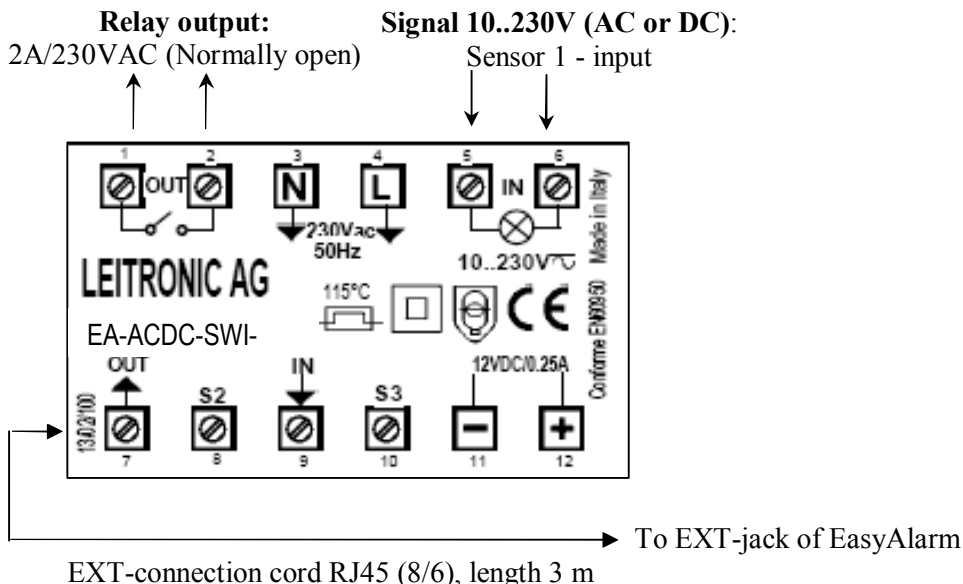 Relay output: Signal 10..230V (AC or DC):
2A/230VAC (Normally open) Sensor 1 - input
1 2 3 4 5 6
OUT N L IN
230Vac
50Hz
10..230V
LEITRONIC AG
115°C
CE
Made in Italy
Conforme EN60950
EA-ACDC-SWI-
OUT IN 12VDC/0.25A
S2 S3
13/02/100
- +
7 8 9 10 11 12
To EXT-jack of EasyAlarm
EXT-connection cord RJ45 (8/6), length 3 m